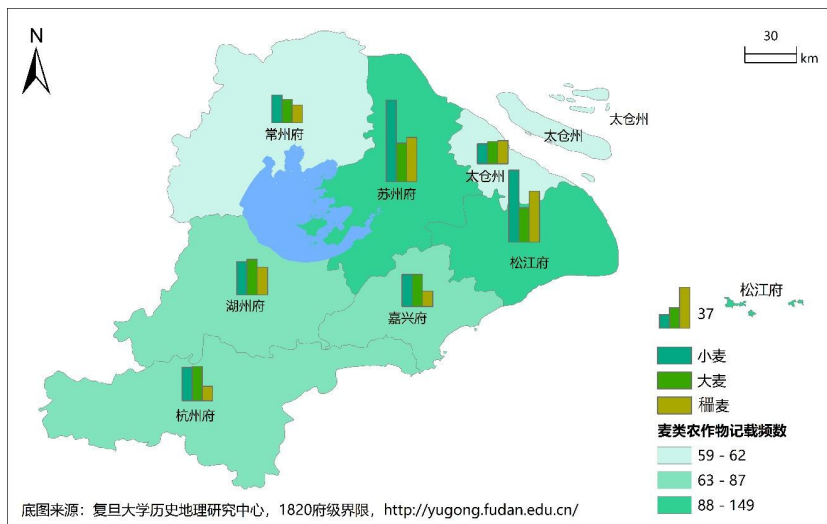 N
30
km
常州府
苏州府
太仓州
太仓州
太仓州
松江府
湖州府
嘉兴府
杭州府
松江府
37
小麦
大麦
穬麦
麦类农作物记载频数
59 - 62
63 - 87
88 - 149
底图来源：复旦大学历史地理研究中心，1820府级界限，http://yugong.fudan.edu.cn/